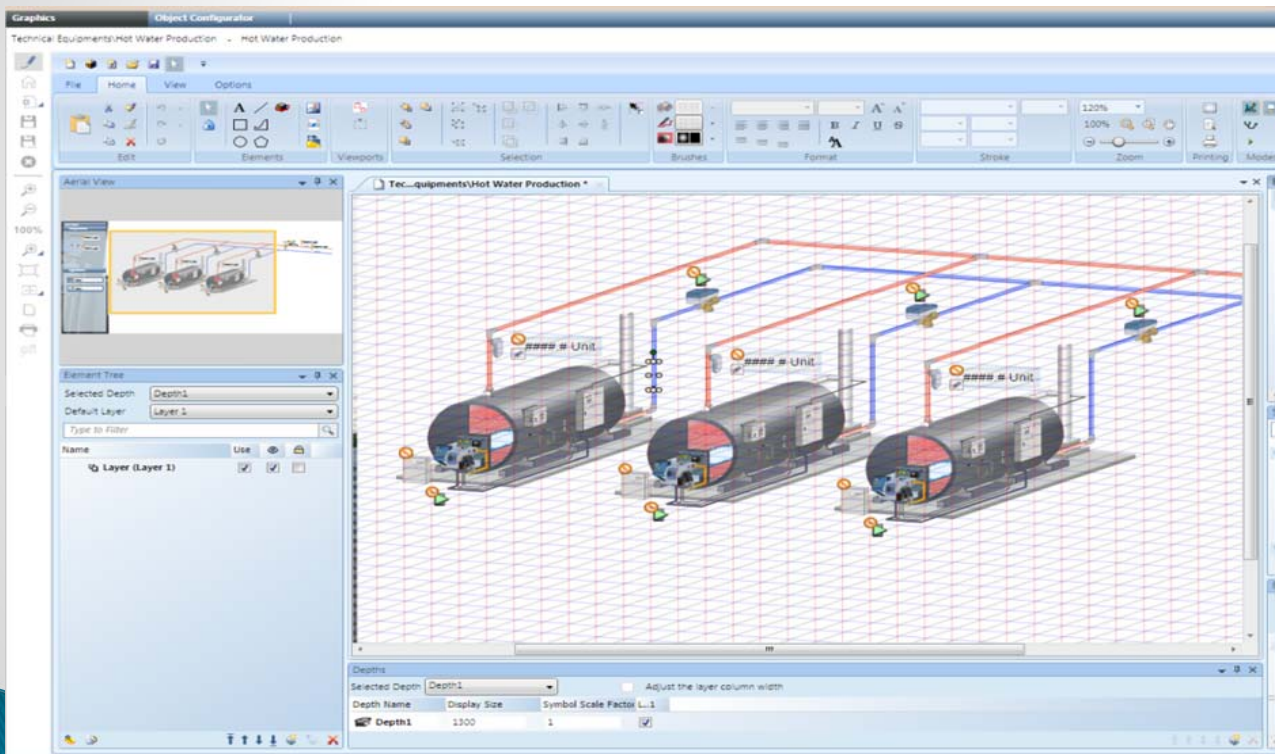 Graphics Object Configurator
Technical Equipments\Hot Water Production Hot Water Production
File Home View Options
120%
100%
A A A
B I U S
Edit Elements Viewports Selection Brushes Format Stroke Zoom Printing Mode
Aerial View
Tec...quipments\Hot Water Production *
100%
####.# Unit
####.# Unit
####.# Unit
Element Tree
Selected Depth Depth1
Default Layer Layer 1
Type to Filter
Name Use
Layer (Layer 1)
Depths
Selected Depth Depth1 Adjust the layer column width
Depth Name Display Size Symbol Scale Factor L...1
Depth1 1300 1